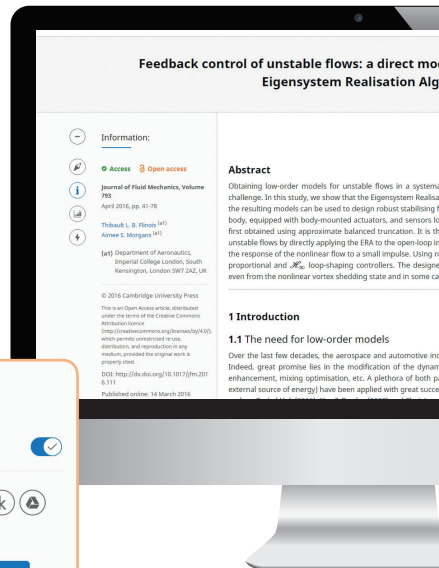 Feedback control of unstable flows: a direct mo
Eigensystem Realisation Alg
Information:
Access Open access
Journal of Fluid Mechanics, Volume
793
April 2016, pp. 41-78
Thibault L. B. Flinois (a1)
Aimee S. Morgans (a1)
(a1) Department of Aeronautics,
Imperial College London, South
Kensington, London SW7 2AZ, UK
© 2016 Cambridge University Press
This is an Open Access article, distributed
under the terms of the Creative Commons
Attribution licence
(http://creativecommons.org/licenses/by/4.0/),
which permits unrestricted re-use,
distribution, and reproduction in any
medium, provided the original work is
properly cited.
DOI: http://dx.doi.org/10.1017/jfm.201
6.111
Published online: 14 March 2016
Abstract
Obtaining low-order models for unstable flows in a systema
challenge. In this study, we show that the Eigensystem Realisa
the resulting models can be used to design robust stabilising f
body, equipped with body-mounted actuators, and sensors lo
first obtained using approximate balanced truncation. It is th
unstable flows by directly applying the ERA to the open-loop in
the response of the nonlinear flow to a small impulse. Using ro
proportional and ℋ∞ loop-shaping controllers. The designe
even from the nonlinear vortex shedding state and in some ca
1 Introduction
1.1 The need for low-order models
Over the last few decades, the aerospace and automotive inc
Indeed, great promise lies in the modification of the dynam
enhancement, mixing optimisation, etc. A plethora of both pa
external source of energy) have been applied with great succe
k